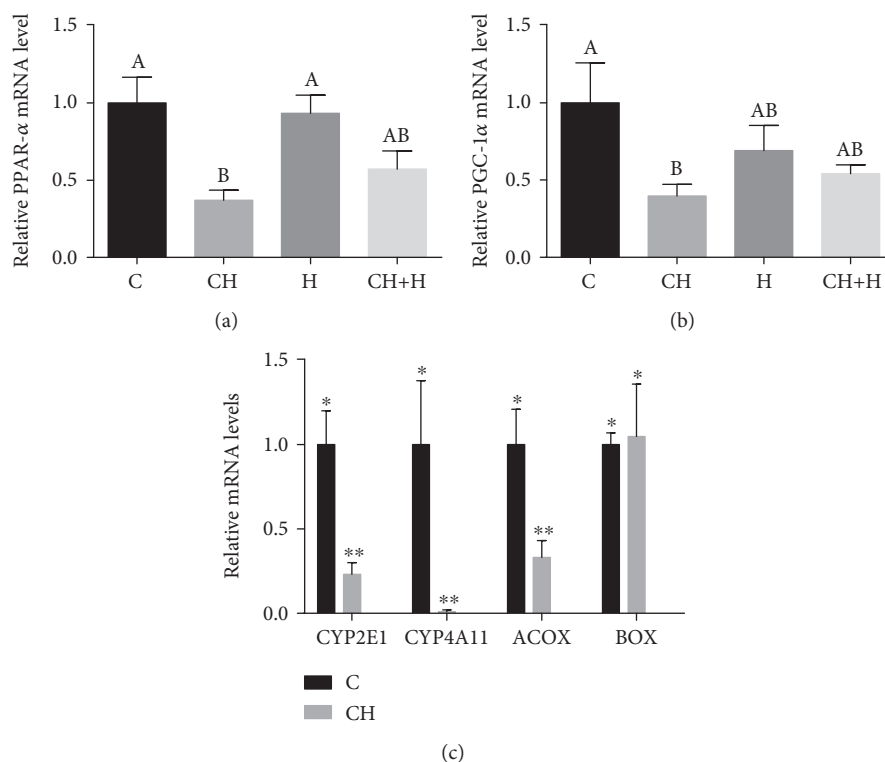 Relative PPAR-α mRNA level
1.5
1.0
0.5
0.0
A
B
A
AB
C CH H CH+H
(a)
Relative PGC-1α mRNA level
1.5
1.0
0.5
0.0
A
B
AB
AB
C CH H CH+H
(b)
Relative mRNA levels
1.5
1.0
0.5
0.0
*
**
*
**
*
**
*
*
CYP2E1 CYP4A11 ACOX BOX
C
CH
(c)